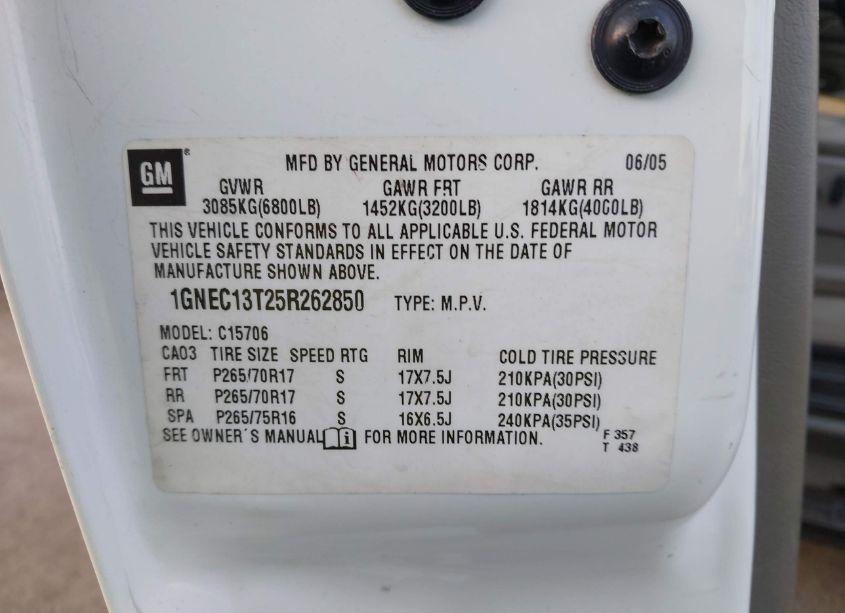 GM ® MFD BY GENERAL MOTORS CORP. 06/05
GVWR GAWR FRT GAWR RR
3085KG(6800LB) 1452KG(3200LB) 1814KG(4000LB)
THIS VEHICLE CONFORMS TO ALL APPLICABLE U.S. FEDERAL MOTOR
VEHICLE SAFETY STANDARDS IN EFFECT ON THE DATE OF
MANUFACTURE SHOWN ABOVE.
1GNEC13T25R262850 TYPE: M.P.V.
MODEL: C15706
CA03 TIRE SIZE SPEED RTG RIM COLD TIRE PRESSURE
FRT P265/70R17 S 17X7.5J 210KPA(30PSI)
RR P265/70R17 S 17X7.5J 210KPA(30PSI)
SPA P265/75R16 S 16X6.5J 240KPA(35PSI)
SEE OWNER´S MANUAL i FOR MORE INFORMATION. F 357
T 438